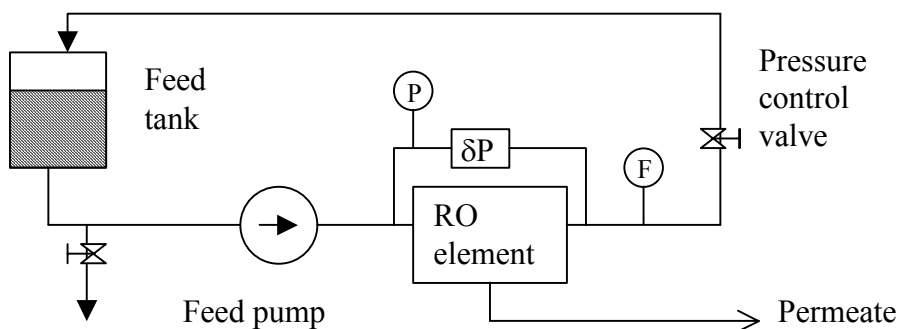 Feed
tank
P
δP
F
Pressure
control
valve
RO
element
Feed pump
Permeate